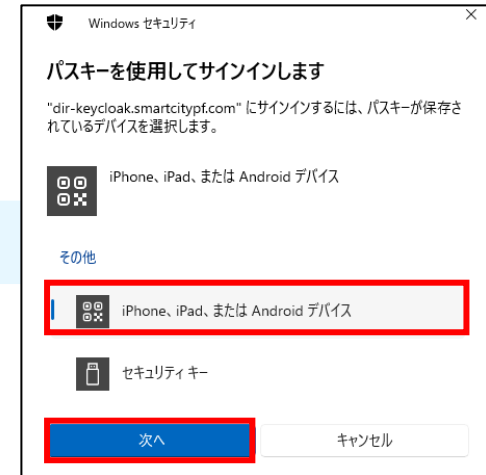 Windows セキュリティ
パスキーを使用してサインインします
"dir-keycloak.smartcitypf.com" にサインインするには、パスキーが保存さ
れているデバイスを選択します。
iPhone、iPad、または Android デバイス
その他
iPhone、iPad、または Android デバイス
セキュリティ キー
次へ
キャンセル